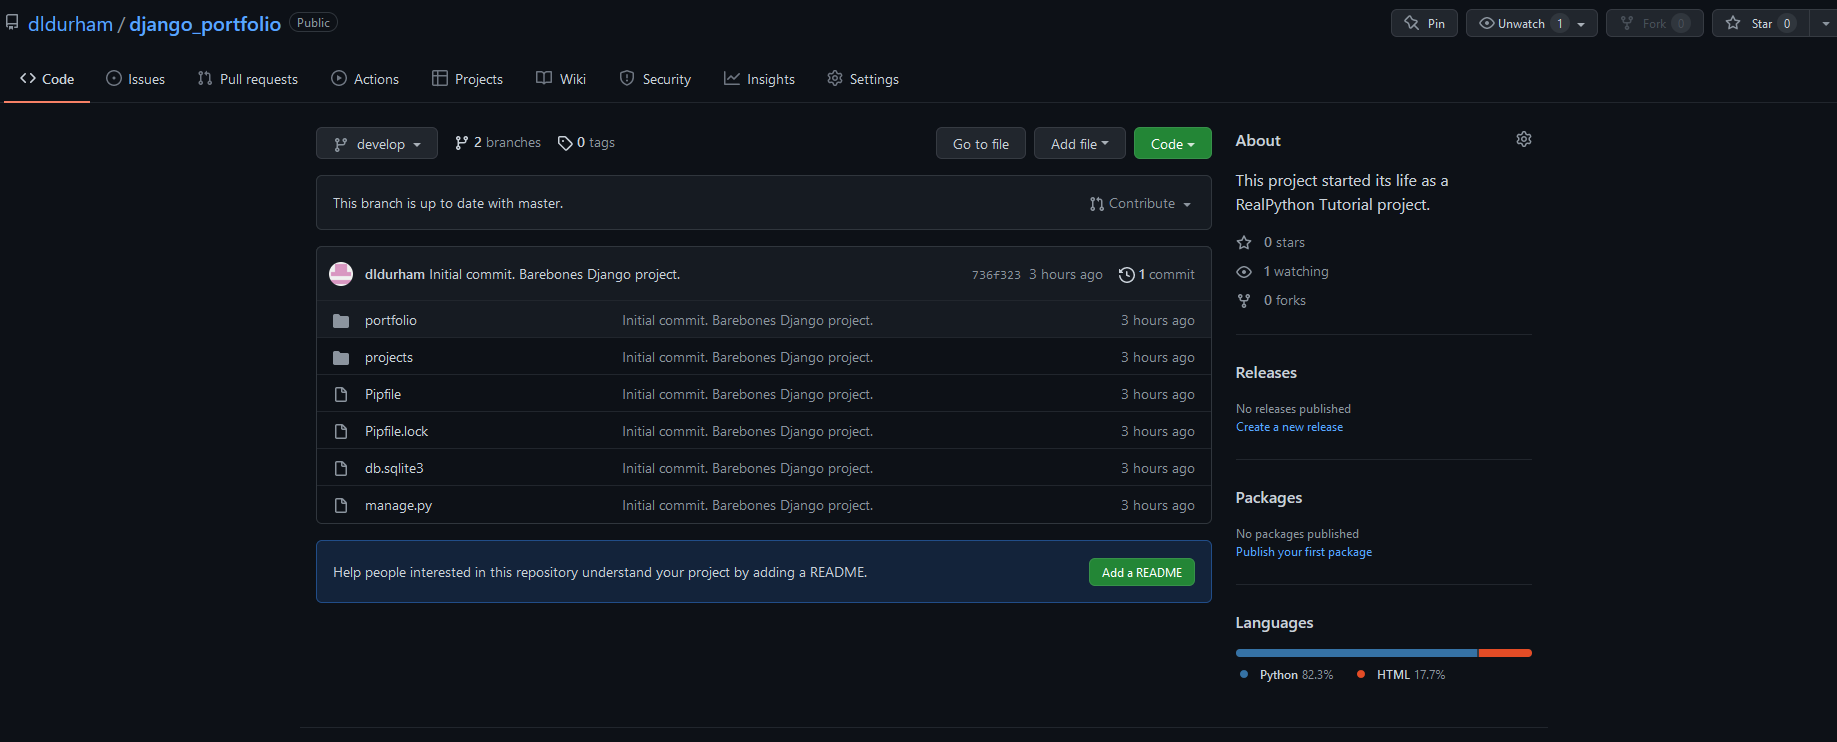 dldurham / django_portfolio Public
Pin Unwatch 1 Fork 0 Star 0
Code Issues Pull requests Actions Projects Wiki Security Insights Settings
develop 2 branches 0 tags Go to file Add file Code
This branch is up to date with master. Contribute
dldurham Initial commit. Barebones Django project. 736f323 3 hours ago 1 commit
portfolio Initial commit. Barebones Django project. 3 hours ago
projects Initial commit. Barebones Django project. 3 hours ago
Pipfile Initial commit. Barebones Django project. 3 hours ago
Pipfile.lock Initial commit. Barebones Django project. 3 hours ago
db.sqlite3 Initial commit. Barebones Django project. 3 hours ago
manage.py Initial commit. Barebones Django project. 3 hours ago
Help people interested in this repository understand your project by adding a README. Add a README
About
This project started its life as a
RealPython Tutorial project.
0 stars
1 watching
0 forks
Releases
No releases published
Create a new release
Packages
No packages published
Publish your first package
Languages
Python 82.3% HTML 17.7%